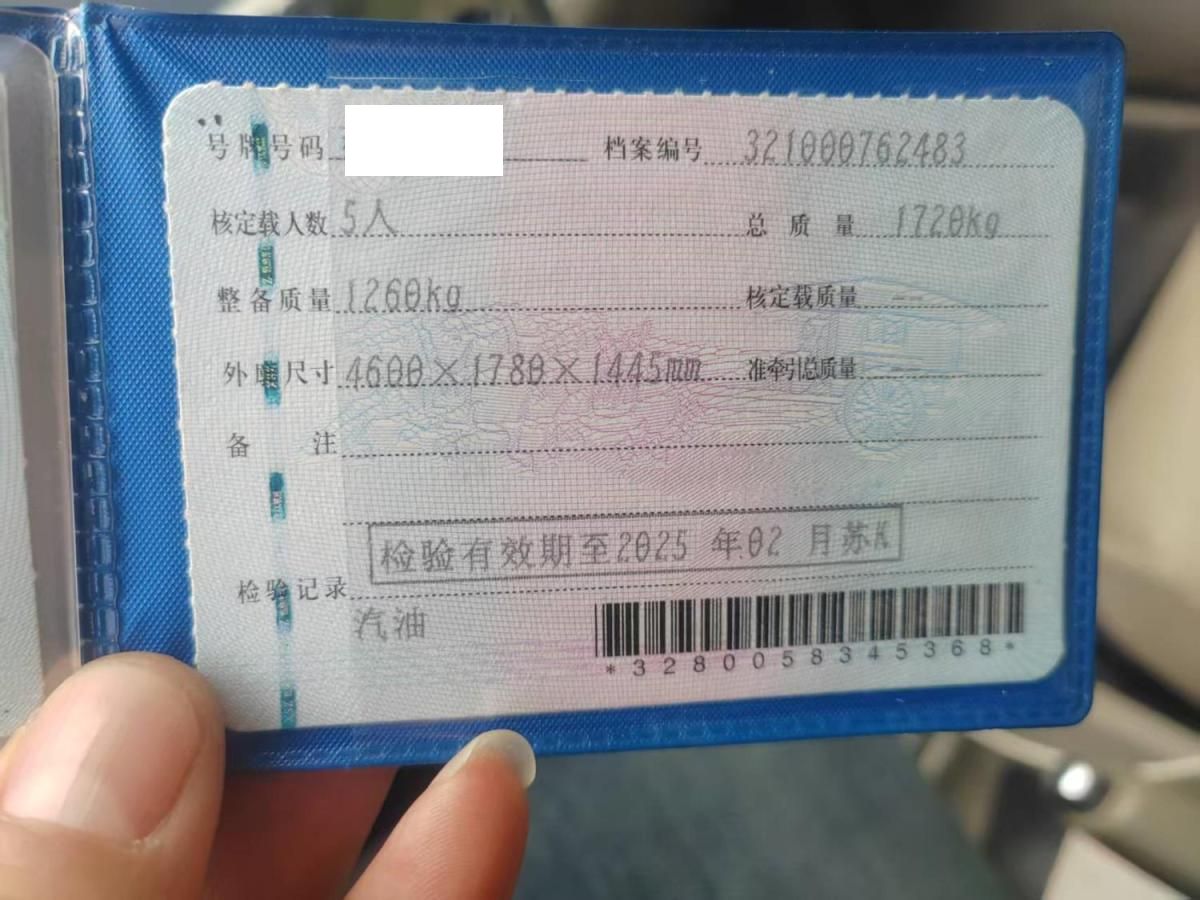 号牌号码 档案编号 321000762483
核定载人数 5人 总质量 1720kg
整备质量 1260kg 核定载质量 --
外廓尺寸 4600×1780×1445mm 准牵引总质量 --
备注
检验有效期至2025年02月苏K
检验记录
汽油
*3280058345368*